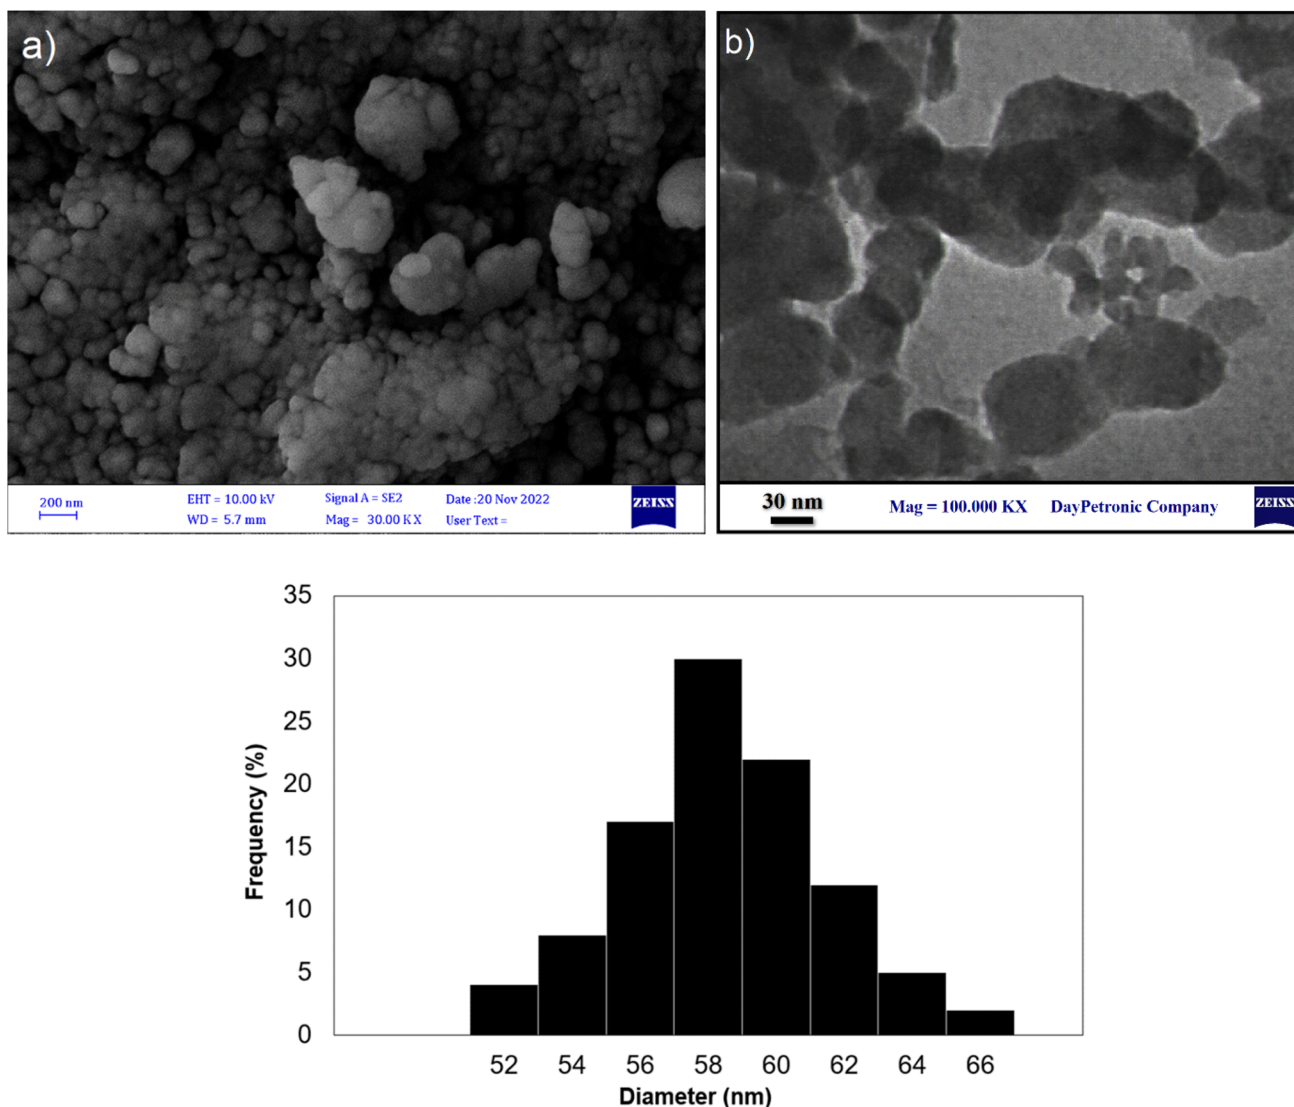 a)
b)
200 nm
EHT = 10.00 kV
Signal A = SE2
Date :20 Nov 2022
ZEISS
WD = 5.7 mm
Mag = 30.00 K X
User Text =
30 nm
Mag = 100.000 KX
DayPetronic Company
ZEISS
35
30
25
20
15
10
5
0
Frequency (%)
52 54 56 58 60 62 64 66
Diameter (nm)